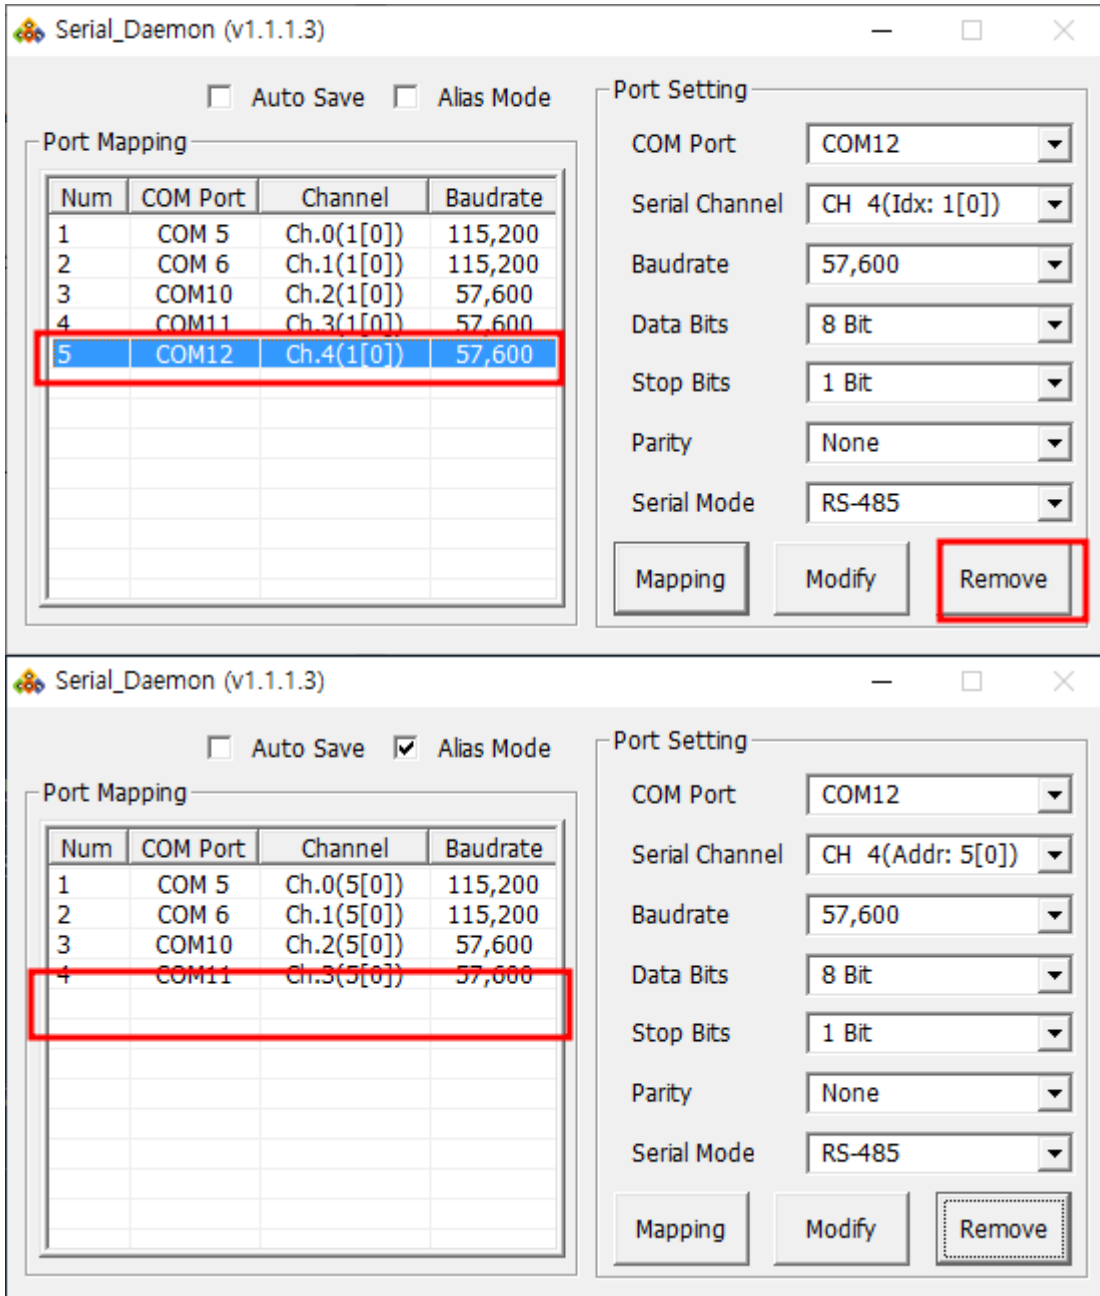 Serial_Daemon (v1.1.1.3)
Auto Save Alias Mode
Port Mapping
Num COM Port Channel Baudrate
1 COM 5 Ch.0(1[0]) 115,200
2 COM 6 Ch.1(1[0]) 115,200
3 COM10 Ch.2(1[0]) 57,600
4 COM11 Ch.3(1[0]) 57,600
5 COM12 Ch.4(1[0]) 57,600
Port Setting
COM Port COM12
Serial Channel CH 4(Idx: 1[0])
Baudrate 57,600
Data Bits 8 Bit
Stop Bits 1 Bit
Parity None
Serial Mode RS-485
Mapping Modify Remove
Serial_Daemon (v1.1.1.3)
Auto Save Alias Mode
Port Mapping
Num COM Port Channel Baudrate
1 COM 5 Ch.0(5[0]) 115,200
2 COM 6 Ch.1(5[0]) 115,200
3 COM10 Ch.2(5[0]) 57,600
4 COM11 Ch.3(5[0]) 57,600
Port Setting
COM Port COM12
Serial Channel CH 4(Addr: 5[0])
Baudrate 57,600
Data Bits 8 Bit
Stop Bits 1 Bit
Parity None
Serial Mode RS-485
Mapping Modify Remove